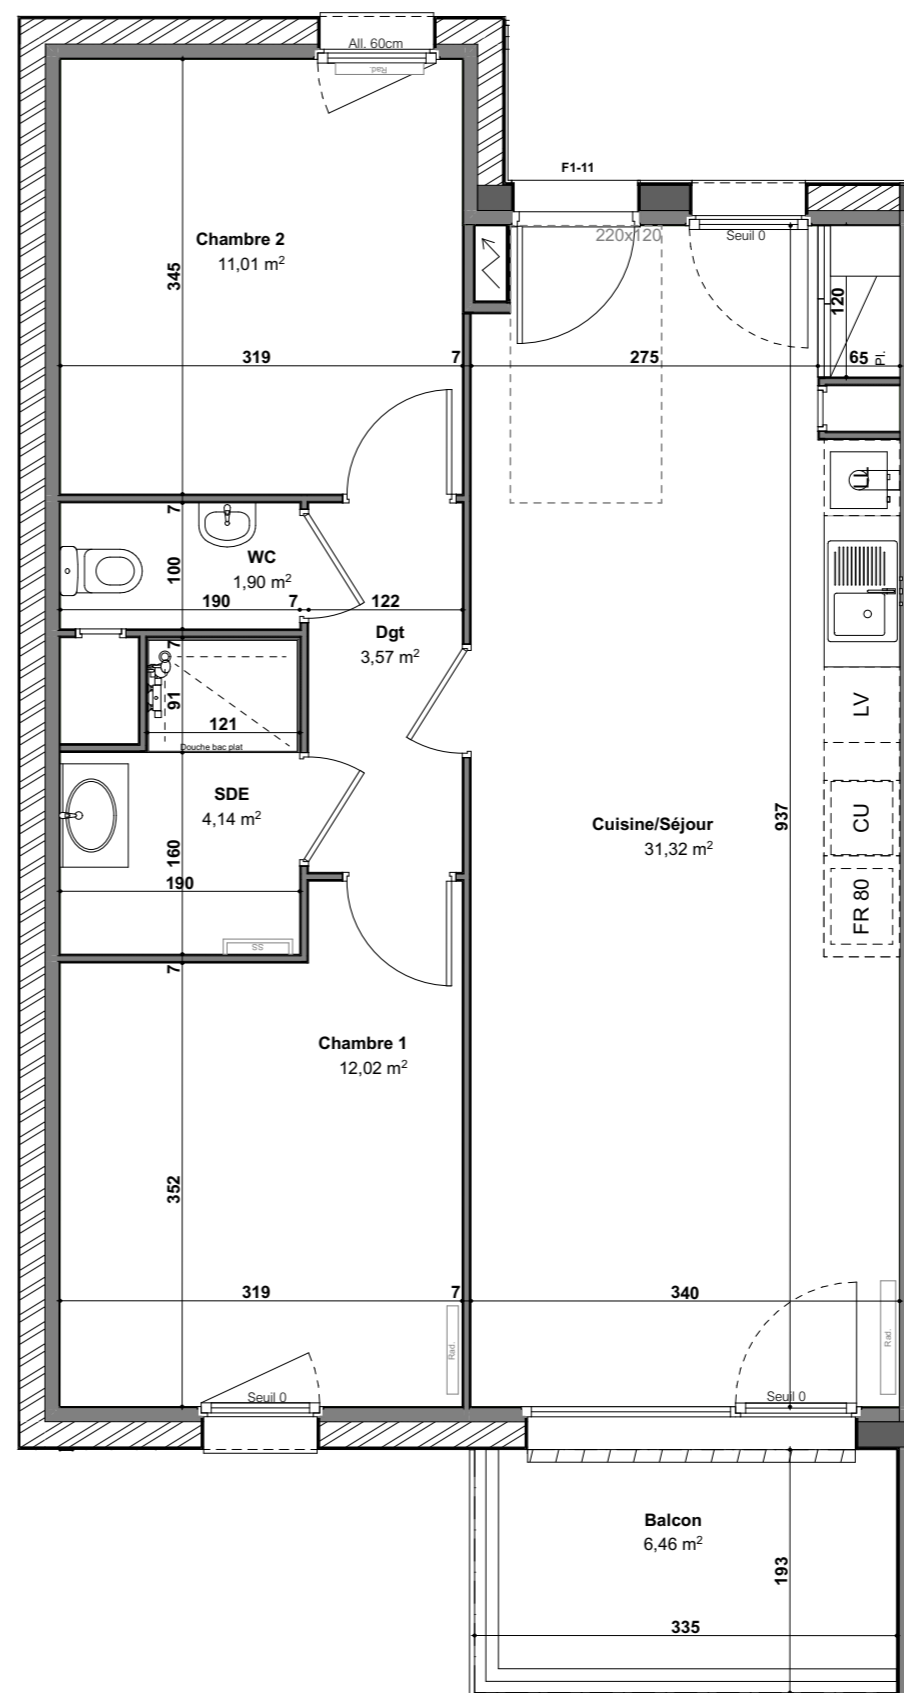 All. 60cm
Rad.
F1-11
220x120
Seuil 0
Chambre 2
11,01 m²
345
319
7
275
120
65
Pl.
7
LL
WC
1,90 m²
100
190
7
122
Dgt
3,57 m²
7
91
121
Douche bac plat
LV
SDE
4,14 m²
CU
Cuisine/Séjour
31,32 m²
937
160
190
FR 80
SS
7
Chambre 1
12,02 m²
352
319
7
340
Rad.
Rad.
Seuil 0
Seuil 0
Balcon
6,46 m²
193
335